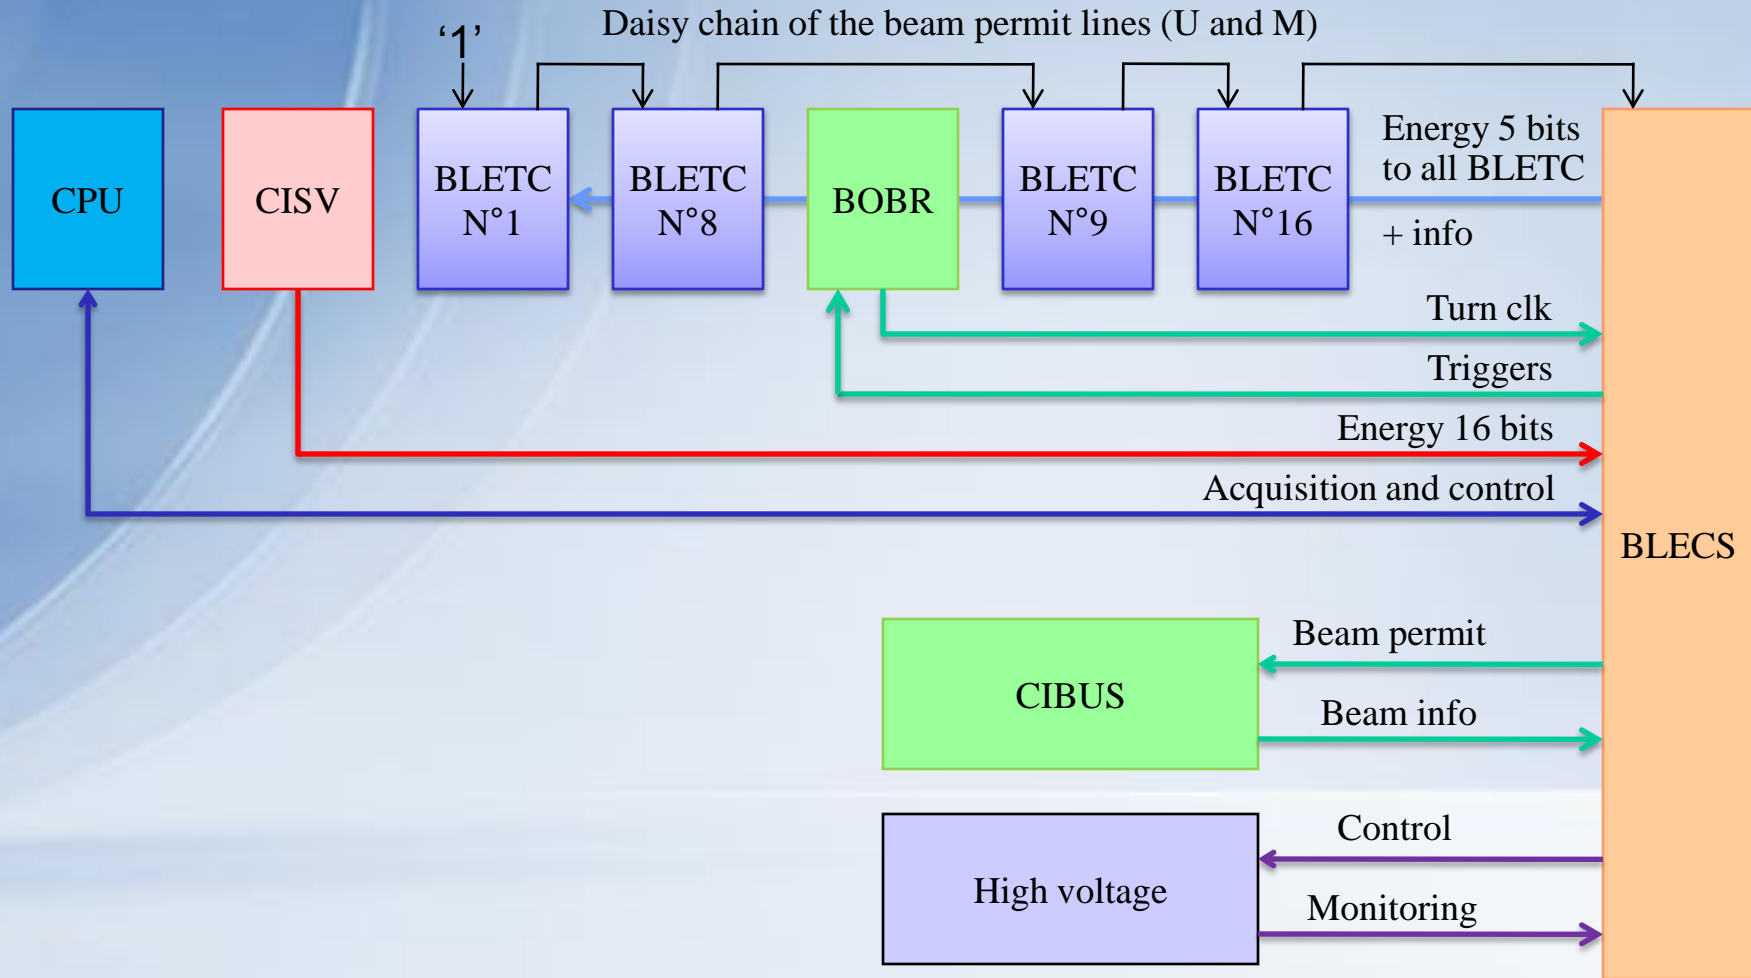 Daisy chain of the beam permit lines (U and M)
‘1’
CPU
CISV
BLETC
N°1
BLETC
N°8
BOBR
BLETC
N°9
BLETC
N°16
Energy 5 bits
to all BLETC
+ info
Turn clk
Triggers
Energy 16 bits
Acquisition and control
BLECS
CIBUS
Beam permit
Beam info
High voltage
Control
Monitoring